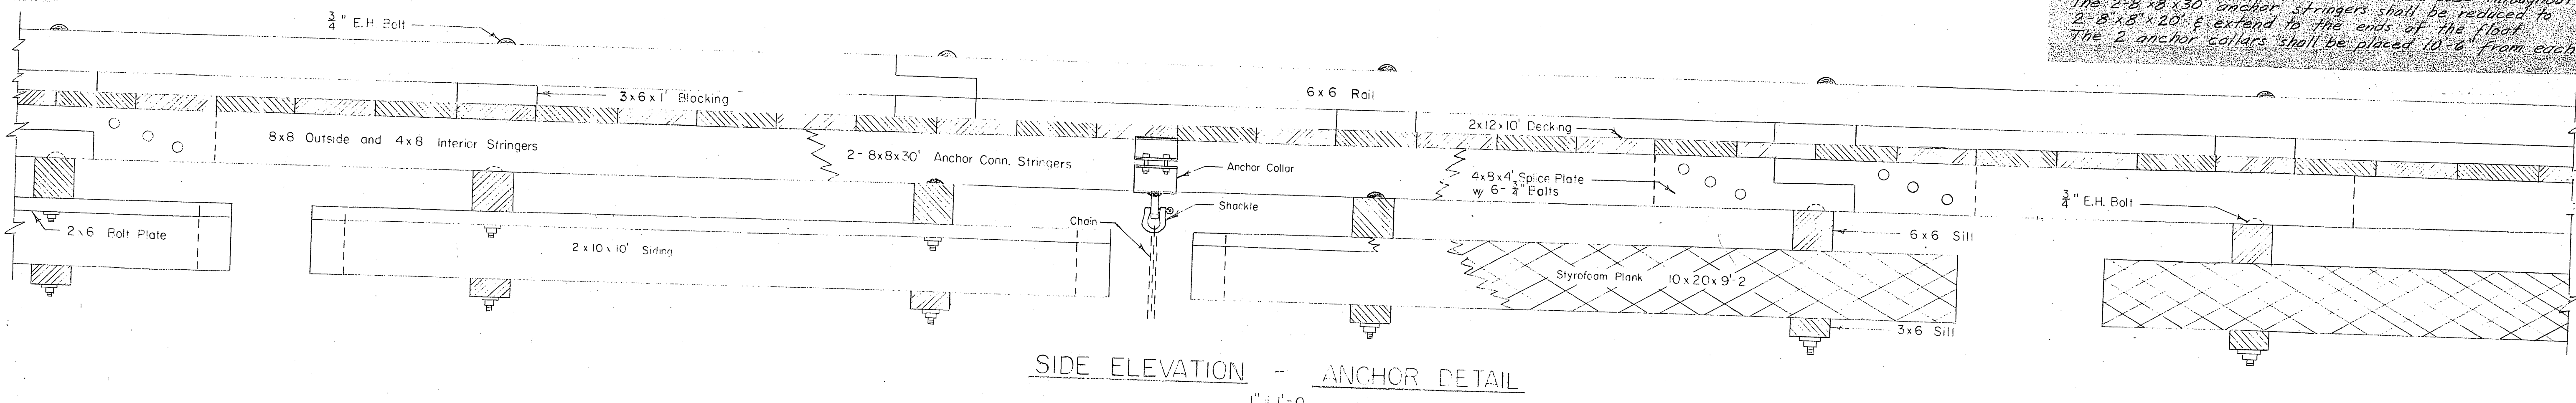 throughout
The 2-8"x8"x30' anchor stringers shall be reduced to
2-8"x8"x20' & extend to the ends of the float
The 2 anchor collars shall be placed 10'-6" from each
3/4" E.H. Bolt
3x6x1' Blocking
6x6 Rail
2x12x10' Decking
8x8 Outside and 4x8 Interior Stringers
2-8x8x30' Anchor Conn. Stringers
Anchor Collar
4x8x4' Splice Plate
w/ 6-3/4" Bolts
3/4" E.H. Bolt
Chain
Shackle
2x6 Bolt Plate
2x10x10' Siding
6x6 Sill
Styrofoam Plank 10x20x9'-2
3x6 Sill
SIDE ELEVATION - ANCHOR DETAIL
1"=1'-0